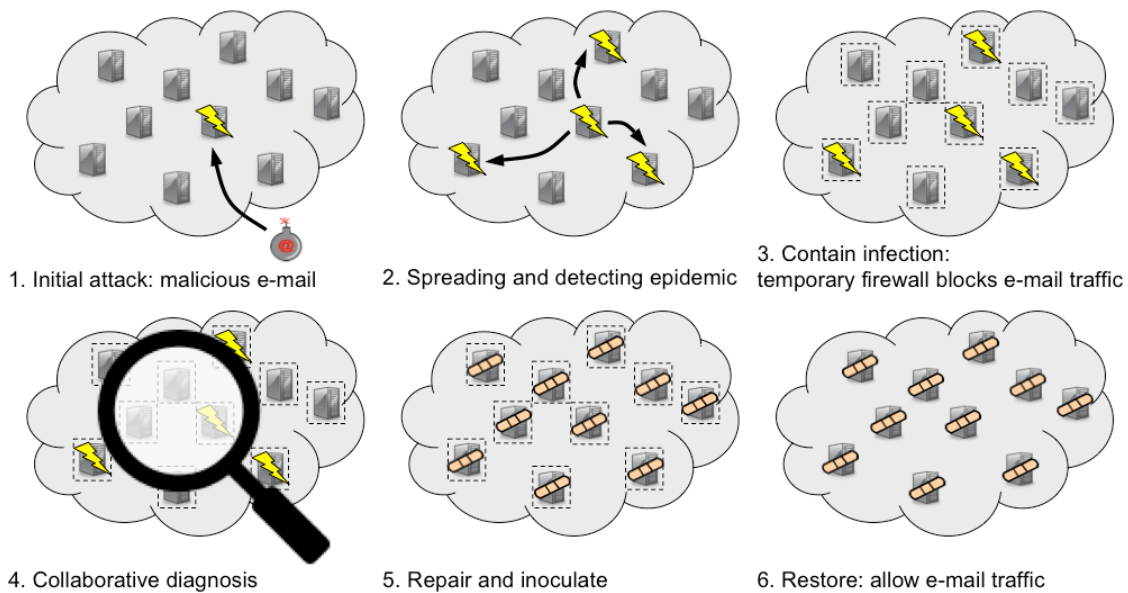 @
1. Initial attack: malicious e-mail
2. Spreading and detecting epidemic
3. Contain infection:
temporary firewall blocks e-mail traffic
4. Collaborative diagnosis
5. Repair and inoculate
6. Restore: allow e-mail traffic